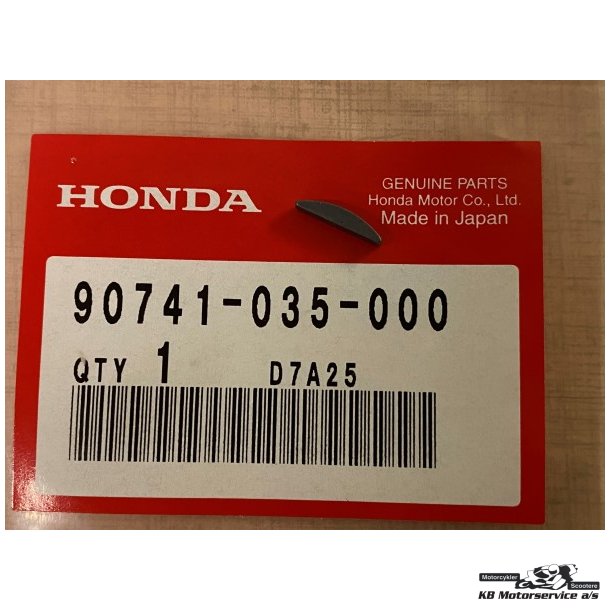 HONDA
GENUINE PARTS
Honda Motor Co., Ltd.
Made in Japan
90741-035-000
QTY 1 D7A25
Motorcykler
Scootere
KB Motorservice a/s